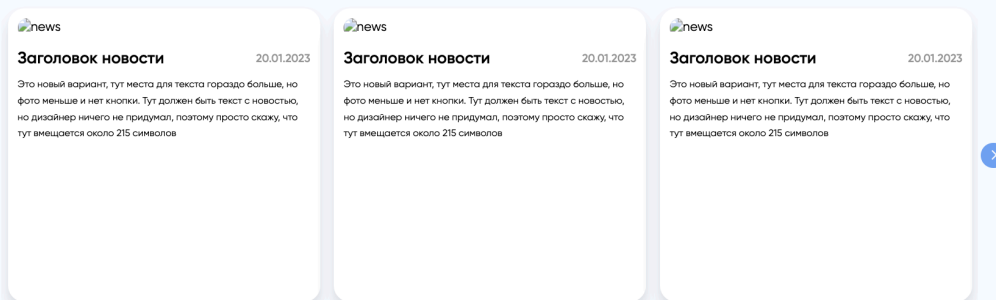 news
Заголовок новости 20.01.2023
Это новый вариант, тут места для текста гораздо больше, но
фото меньше и нет кнопки. Тут должен быть текст с новостью,
но дизайнер ничего не придумал, поэтому просто скажу, что
тут вмещается около 215 символов
news
Заголовок новости 20.01.2023
Это новый вариант, тут места для текста гораздо больше, но
фото меньше и нет кнопки. Тут должен быть текст с новостью,
но дизайнер ничего не придумал, поэтому просто скажу, что
тут вмещается около 215 символов
news
Заголовок новости 20.01.2023
Это новый вариант, тут места для текста гораздо больше, но
фото меньше и нет кнопки. Тут должен быть текст с новостью,
но дизайнер ничего не придумал, поэтому просто скажу, что
тут вмещается около 215 символов